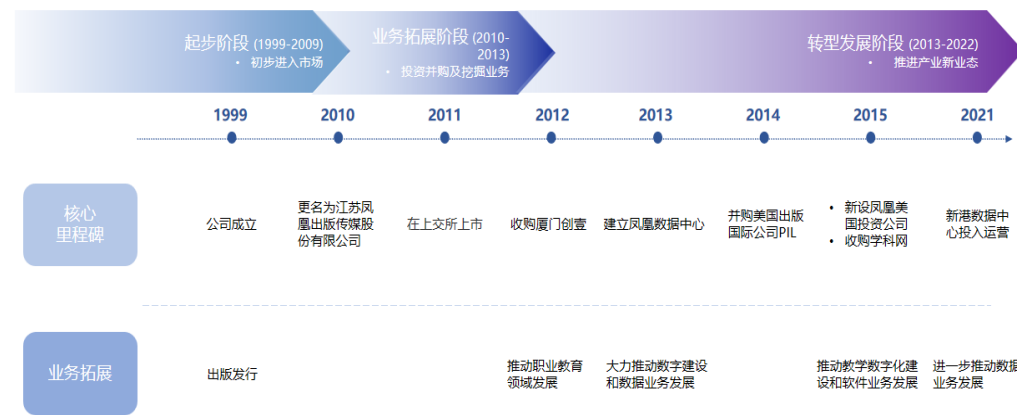 起步阶段 (1999-2009)
• 初步进入市场
业务拓展阶段 (2010-
2013)
• 投资并购及挖掘业务
转型发展阶段 (2013-2022)
• 推进产业新业态
1999
2010
2011
2012
2013
2014
2015
2021
核心
里程碑
公司成立
更名为江苏凤
凰出版传媒股
份有限公司
在上交所上市
收购厦门创壹
建立凤凰数据中心
并购美国出版
国际公司PIL
• 新设凤凰美
国投资公司
• 收购学科网
新港数据中
心投入运营
业务拓展
出版发行
推动职业教育
领域发展
大力推动数字建设
和数据业务发展
推动教学数字化建
设和软件业务发展
进一步推动数据
业务发展